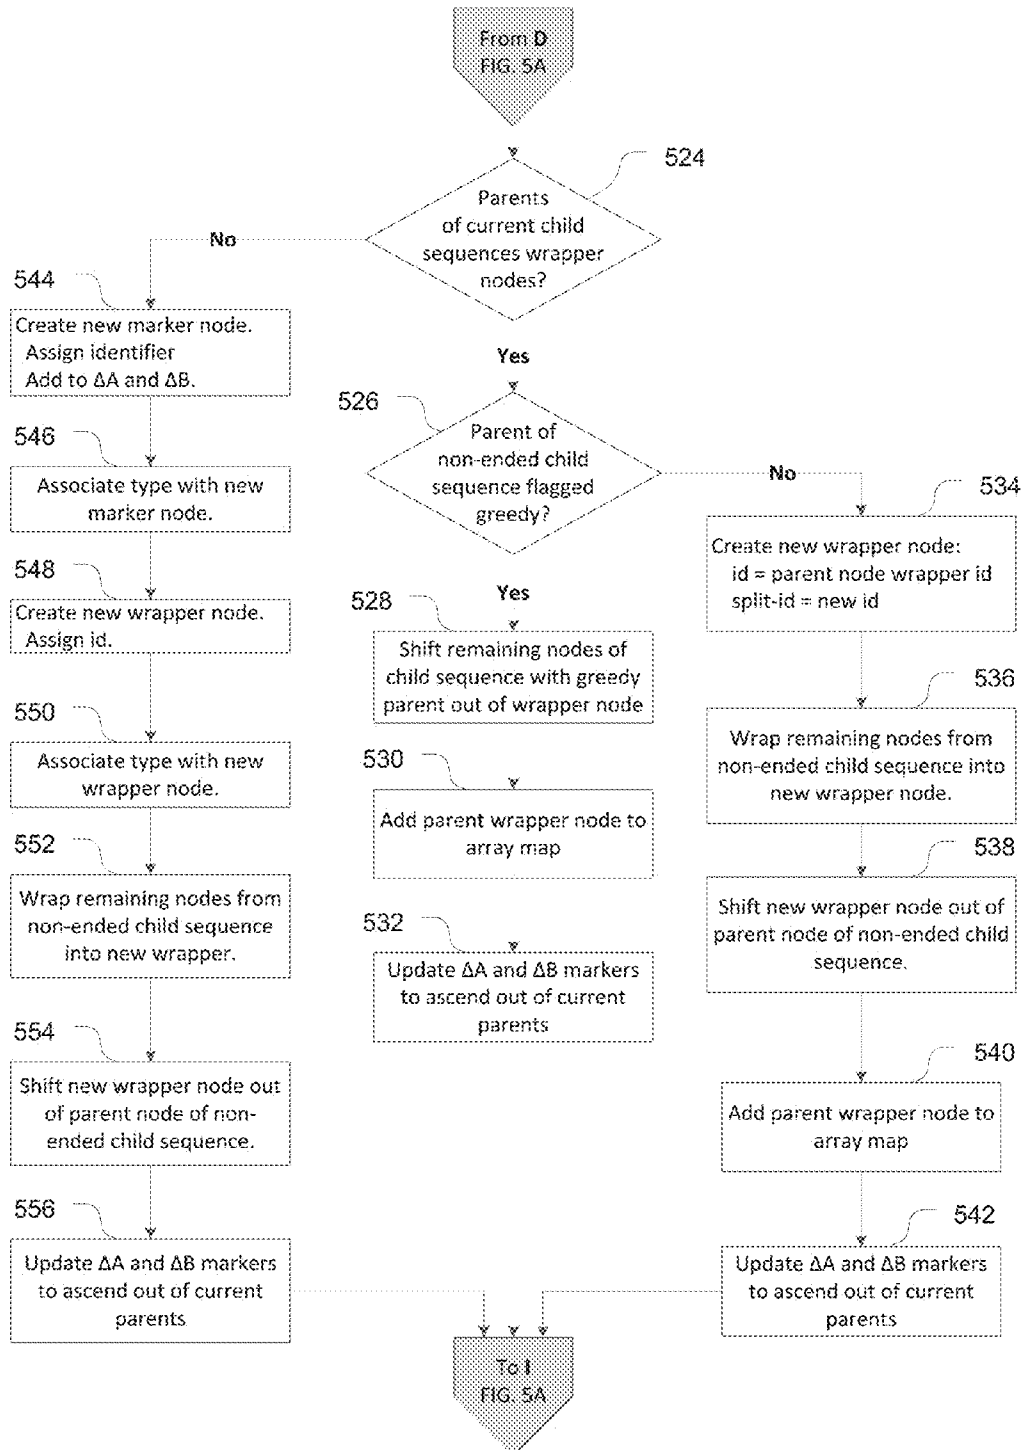 From D
FIG. 5A
524
Parents
of current child
sequences wrapper
nodes?
No
Yes
544
Create new marker node.
Assign identifier
Add to ΔA and ΔB.
546
Associate type with new
marker node.
548
Create new wrapper node.
Assign id.
550
Associate type with new
wrapper node.
552
Wrap remaining nodes from
non-ended child sequence
into new wrapper.
554
Shift new wrapper node out
of parent node of non-
ended child sequence.
556
Update ΔA and ΔB markers
to ascend out of current
parents
526
Parent of
non-ended child
sequence flagged
greedy?
No
Yes
528
Shift remaining nodes of
child sequence with greedy
parent out of wrapper node
530
Add parent wrapper node to
array map
532
Update ΔA and ΔB markers
to ascend out of current
parents
534
Create new wrapper node:
id = parent node wrapper id
split-id = new id
536
Wrap remaining nodes from
non-ended child sequence into
new wrapper node.
538
Shift new wrapper node out of
parent node of non-ended child
sequence.
540
Add parent wrapper node to
array map
542
Update ΔA and ΔB markers
to ascend out of current
parents
To I
FIG. 5A